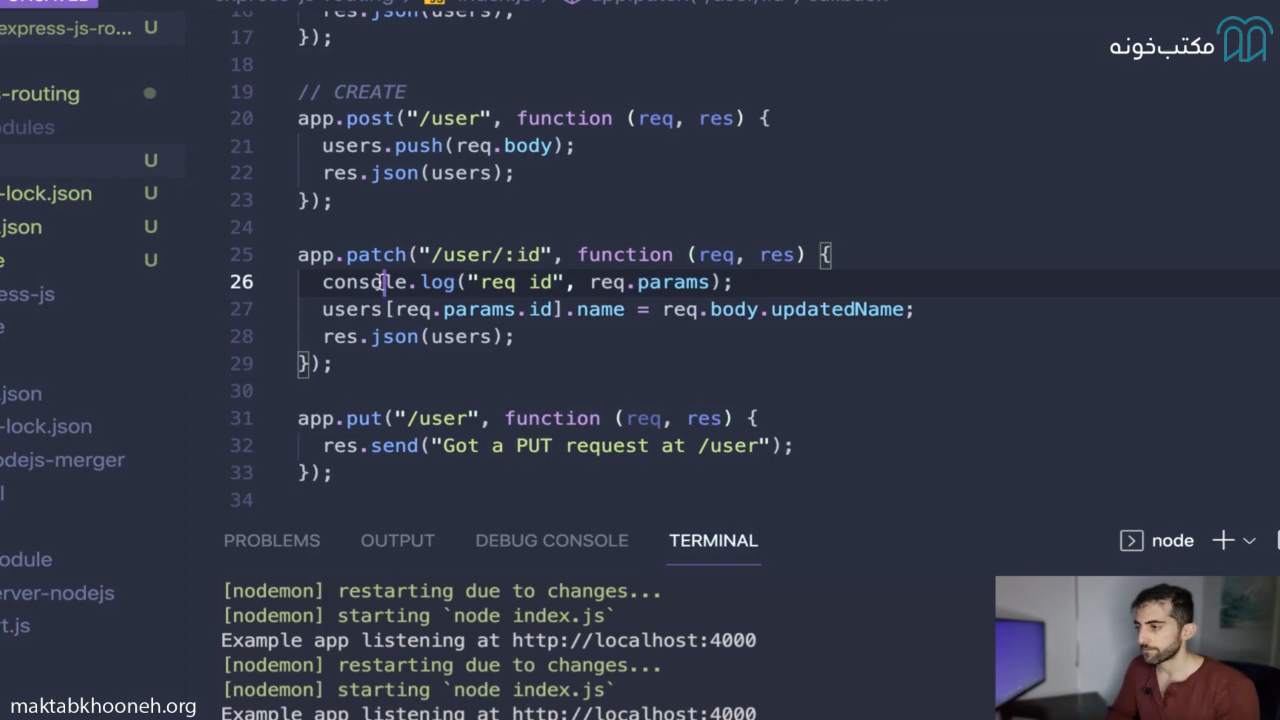 express-js-ro... U
17 });
18
-routing
19 // CREATE
20 app.post("/user", function (req, res) {
21 users.push(req.body);
22 res.json(users);
23 });
24
25 app.patch("/user/:id", function (req, res) {
26 console.log("req id", req.params);
27 users[req.params.id].name = req.body.updatedName;
28 res.json(users);
29 });
30
31 app.put("/user", function (req, res) {
32 res.send("Got a PUT request at /user");
33 });
34
odules
U
-lock.json U
.json U
e U
ess-js
e
.json
-lock.json
odejs-merger
l
odule
erver-nodejs
rt.js
PROBLEMS OUTPUT DEBUG CONSOLE TERMINAL
node
[nodemon] restarting due to changes...
[nodemon] starting `node index.js`
Example app listening at http://localhost:4000
[nodemon] restarting due to changes...
[nodemon] starting `node index.js`
Example app listening at http://localhost:4000
مکتب‌خونه
maktabkhooneh.org